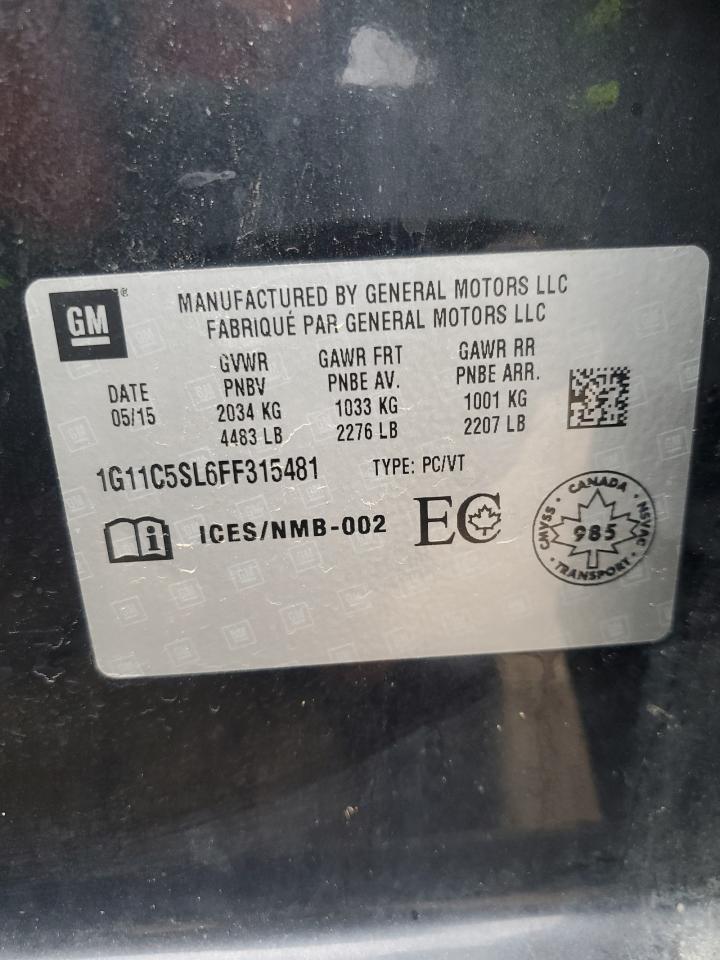 GM
®
MANUFACTURED BY GENERAL MOTORS LLC
FABRIQUÉ PAR GENERAL MOTORS LLC
DATE
05/15
GVWR
PNBV
2034 KG
4483 LB
GAWR FRT
PNBE AV.
1033 KG
2276 LB
GAWR RR
PNBE ARR.
1001 KG
2207 LB
1G11C5SL6FF315481
TYPE: PC/VT
ICES/NMB-002
EC
CANADA
CMVSS
NSVAC
985
TRANSPORT